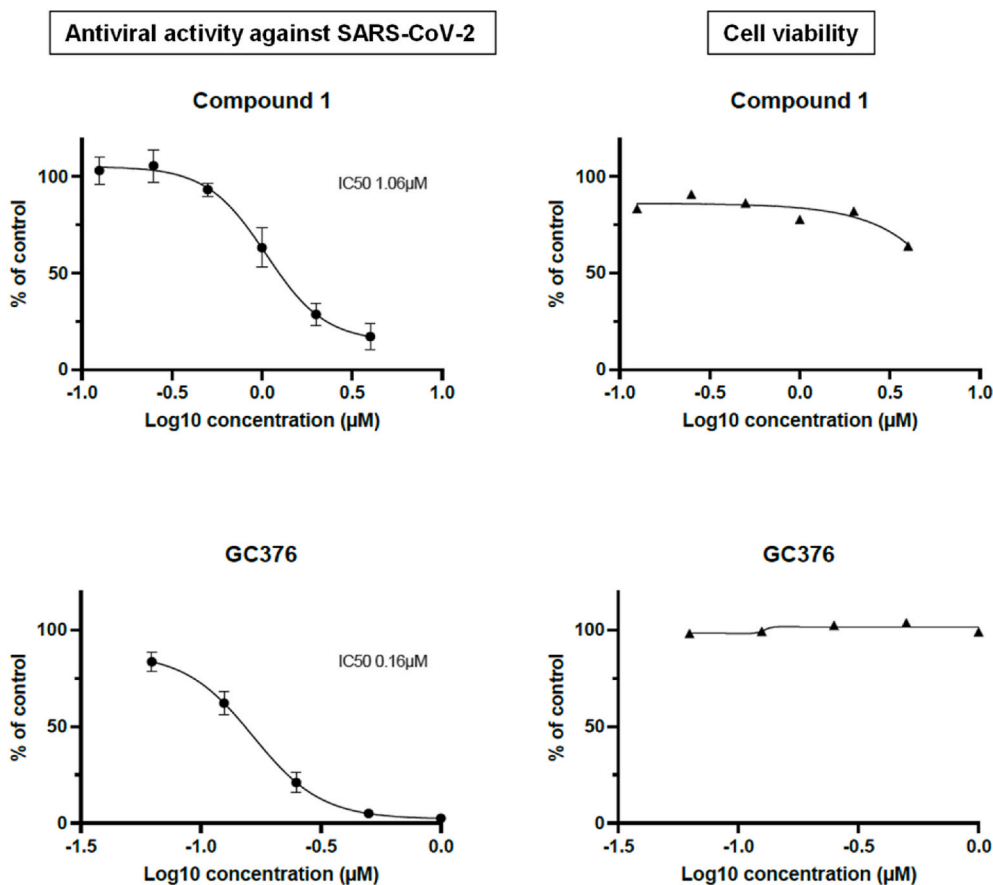 Antiviral activity against SARS-CoV-2
Cell viability
Compound 1
% of control
100
50
0
IC50 1.06µM
-1.0 -0.5 0.0 0.5 1.0
Log10 concentration (µM)
Compound 1
% of control
100
50
0
-1.0 -0.5 0.0 0.5 1.0
Log10 concentration (µM)
GC376
% of control
100
50
0
IC50 0.16µM
-1.5 -1.0 -0.5 0.0
Log10 concentration (µM)
GC376
% of control
100
50
0
-1.5 -1.0 -0.5 0.0
Log10 concentration (µM)